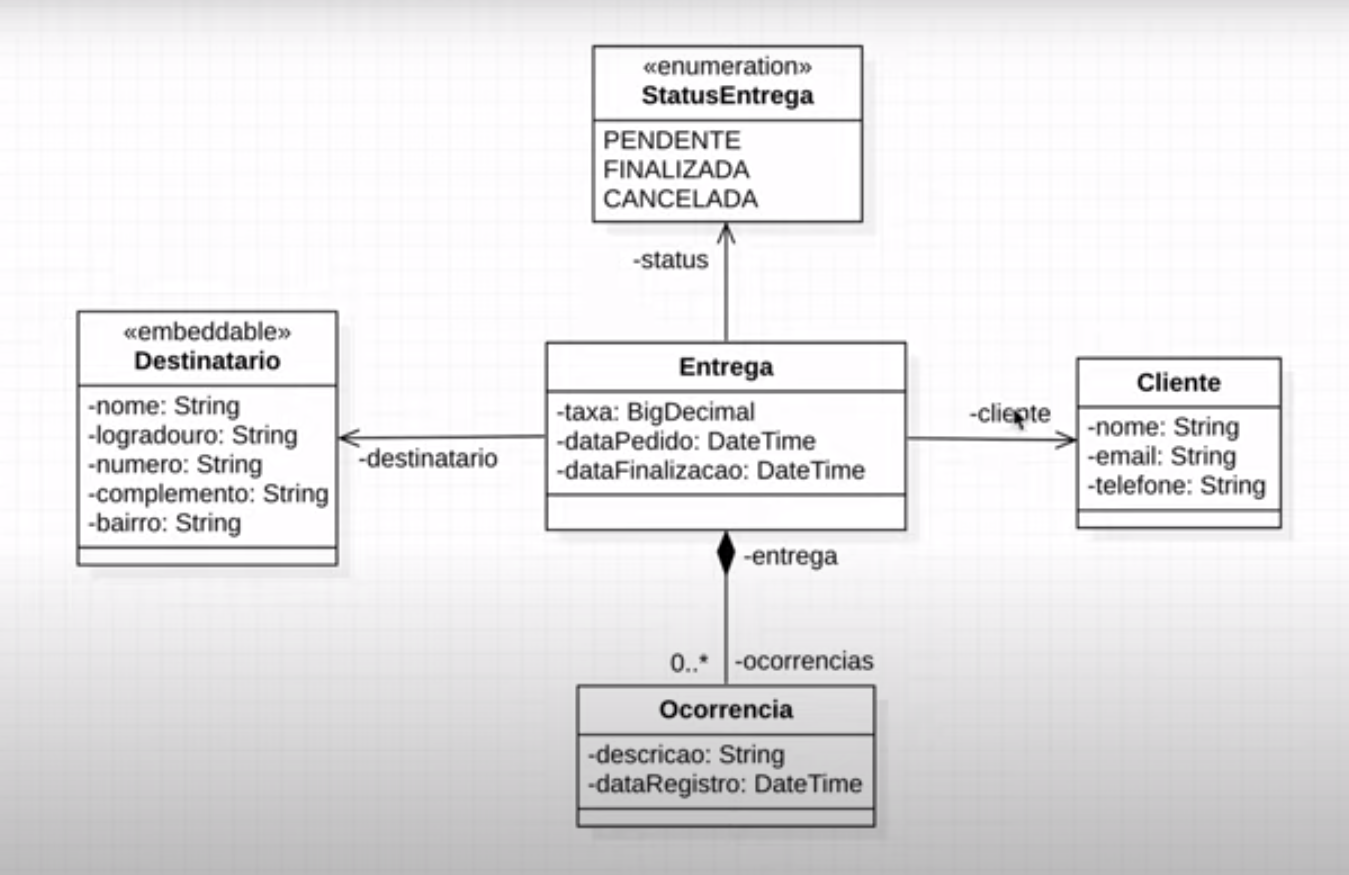 «enumeration»
StatusEntrega
PENDENTE
FINALIZADA
CANCELADA
-status
«embeddable»
Destinatario
-nome: String
-logradouro: String
-numero: String
-complemento: String
-bairro: String
-destinatario
Entrega
-taxa: BigDecimal
-dataPedido: DateTime
-dataFinalizacao: DateTime
-cliente
Cliente
-nome: String
-email: String
-telefone: String
-entrega
0..*
-ocorrencias
Ocorrencia
-descricao: String
-dataRegistro: DateTime